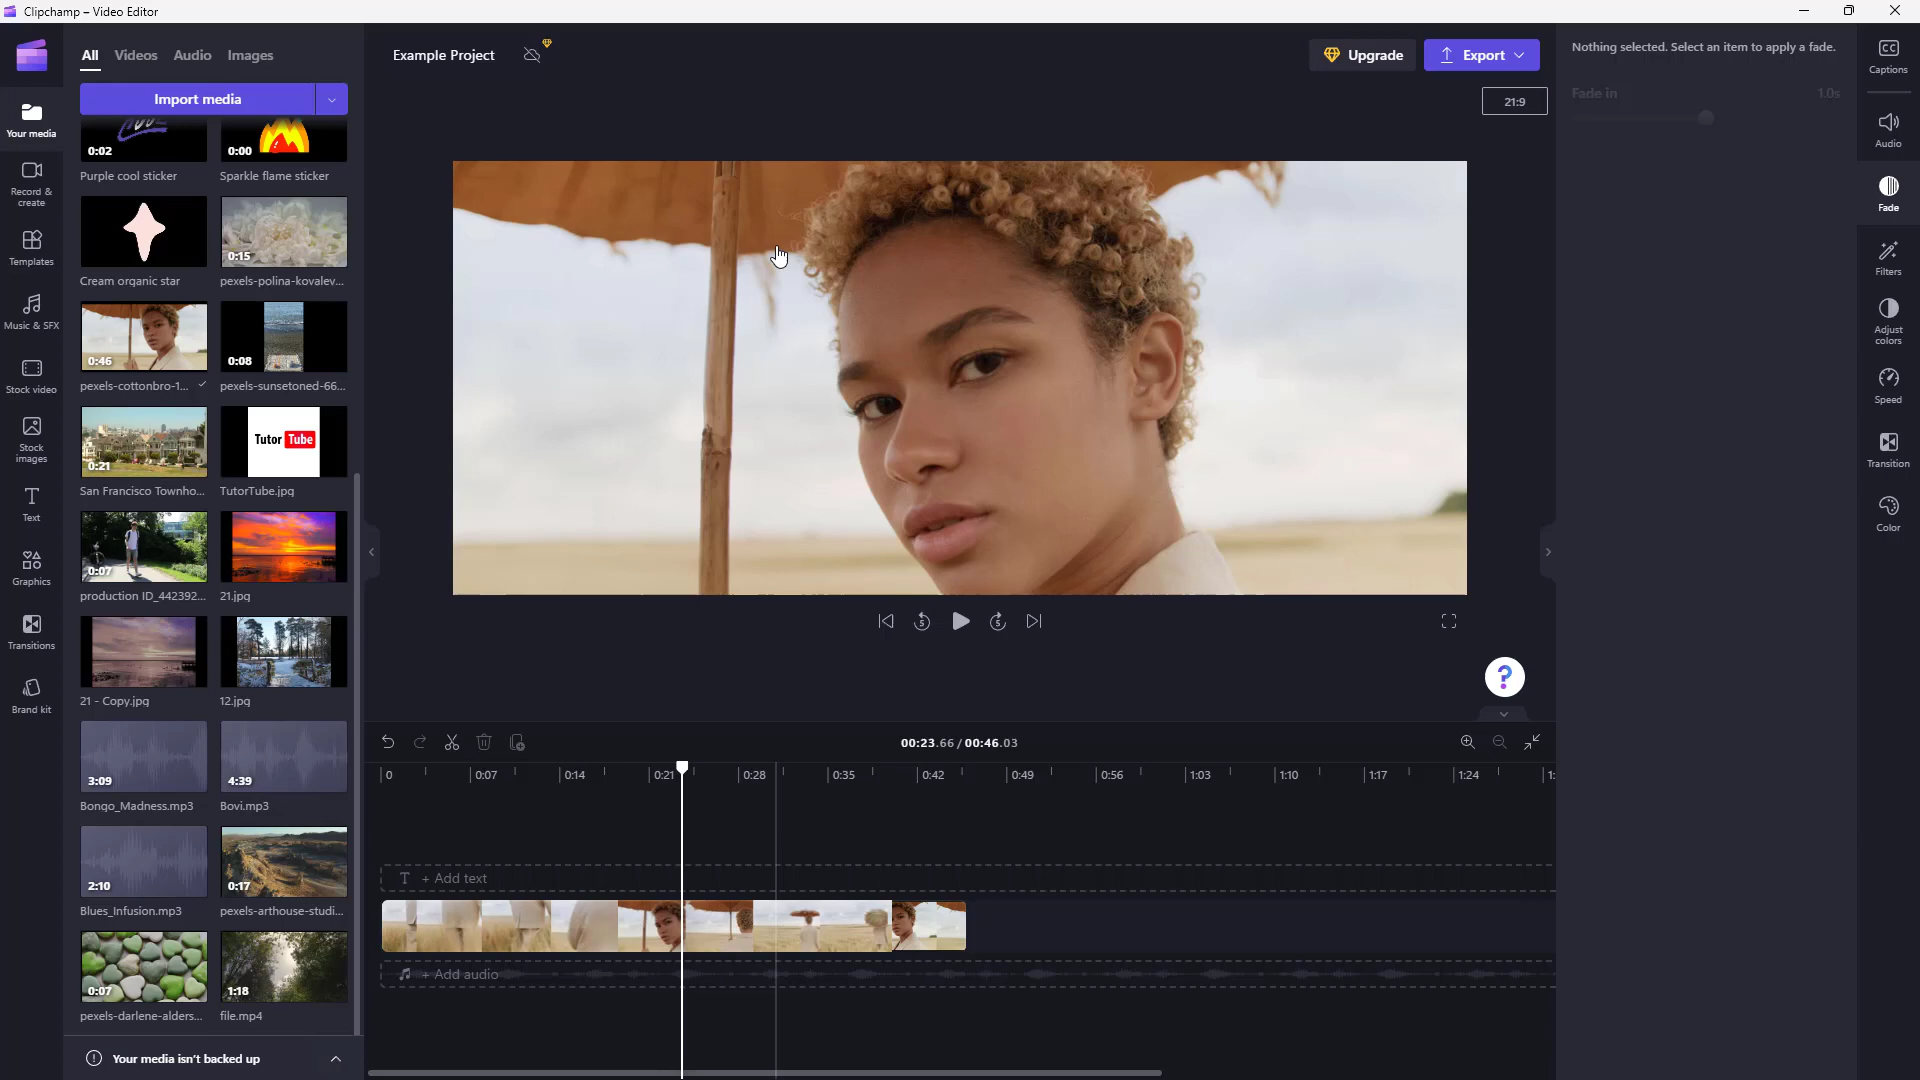 Clipchamp – Video Editor
All Videos Audio Images
Import media
Example Project
Upgrade
Export
21:9
Your media
Record & create
Templates
Music & SFX
Stock video
Stock images
Text
Graphics
Transitions
Brand kit
0:02
0:00
Purple cool sticker
Sparkle flame sticker
0:15
Cream organic star
pexels-polina-kovalev...
0:46
0:08
pexels-cottonbro-1...
pexels-sunsetoned-66...
0:21
Tutor Tube
San Francisco Townho...
TutorTube.jpg
0:07
production ID_442392...
21.jpg
21 - Copy.jpg
12.jpg
3:09
4:39
Bongo_Madness.mp3
Bovi.mp3
2:10
0:17
Blues_Infusion.mp3
pexels-arthouse-studi...
0:07
1:18
pexels-darlene-alders...
file.mp4
Your media isn't backed up
5
5
?
00:23.66 / 00:46.03
0 0:07 0:14 0:21 0:28 0:35 0:42 0:49 0:56 1:03 1:10 1:17 1:24 1:
T + Add text
+ Add audio
Nothing selected. Select an item to apply a fade.
Fade in 1.0s
CC
Captions
Audio
Fade
Filters
Adjust colors
Speed
Transition
Color